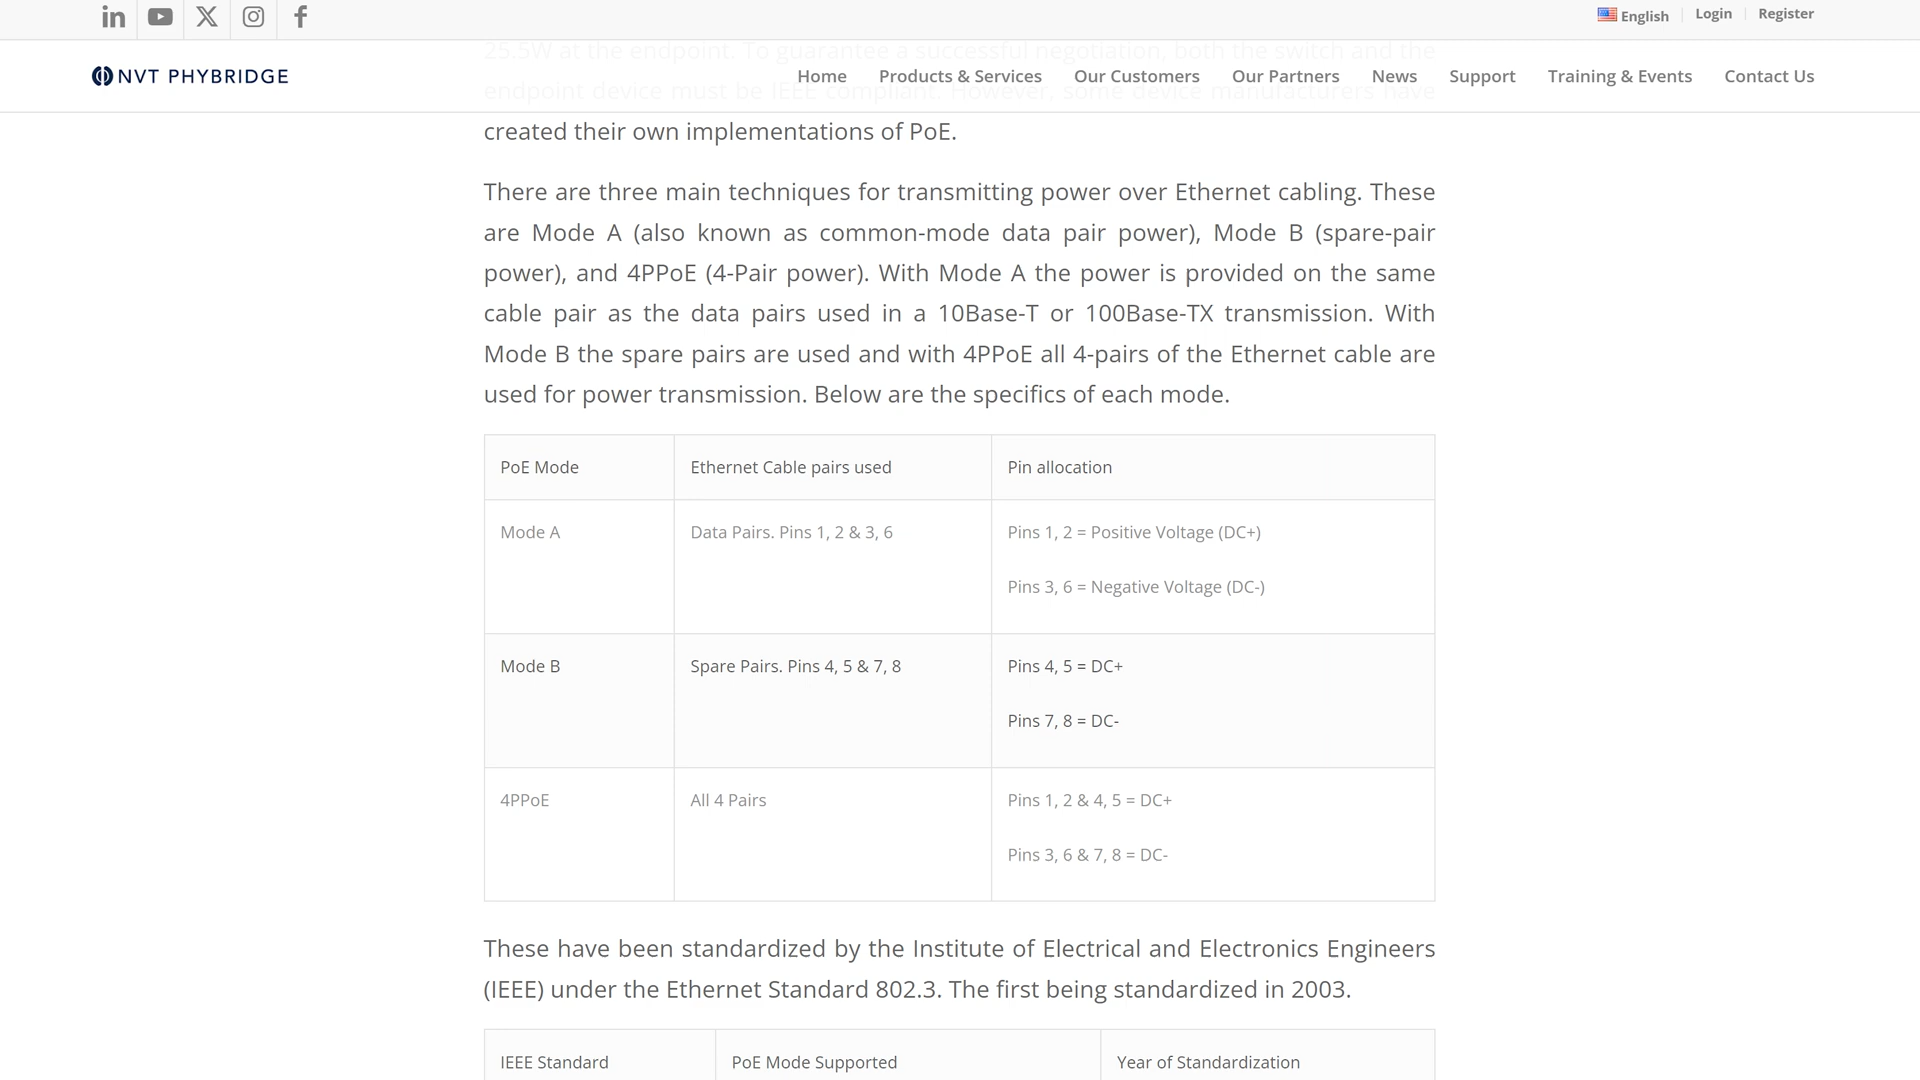 English
Login
Register
NVT PHYBRIDGE
Home
Products & Services
Our Customers
Our Partners
News
Support
Training & Events
Contact Us
25.5W at the endpoint. To guarantee a successful negotiation, both the switch and the
endpoint device must be IEEE compliant. However, some device manufacturers have
created their own implementations of PoE.
There are three main techniques for transmitting power over Ethernet cabling. These
are Mode A (also known as common-mode data pair power), Mode B (spare-pair
power), and 4PPoE (4-Pair power). With Mode A the power is provided on the same
cable pair as the data pairs used in a 10Base-T or 100Base-TX transmission. With
Mode B the spare pairs are used and with 4PPoE all 4-pairs of the Ethernet cable are
used for power transmission. Below are the specifics of each mode.
PoE Mode
Ethernet Cable pairs used
Pin allocation
Mode A
Data Pairs. Pins 1, 2 & 3, 6
Pins 1, 2 = Positive Voltage (DC+)
Pins 3, 6 = Negative Voltage (DC-)
Mode B
Spare Pairs. Pins 4, 5 & 7, 8
Pins 4, 5 = DC+
Pins 7, 8 = DC-
4PPoE
All 4 Pairs
Pins 1, 2 & 4, 5 = DC+
Pins 3, 6 & 7, 8 = DC-
These have been standardized by the Institute of Electrical and Electronics Engineers
(IEEE) under the Ethernet Standard 802.3. The first being standardized in 2003.
IEEE Standard
PoE Mode Supported
Year of Standardization